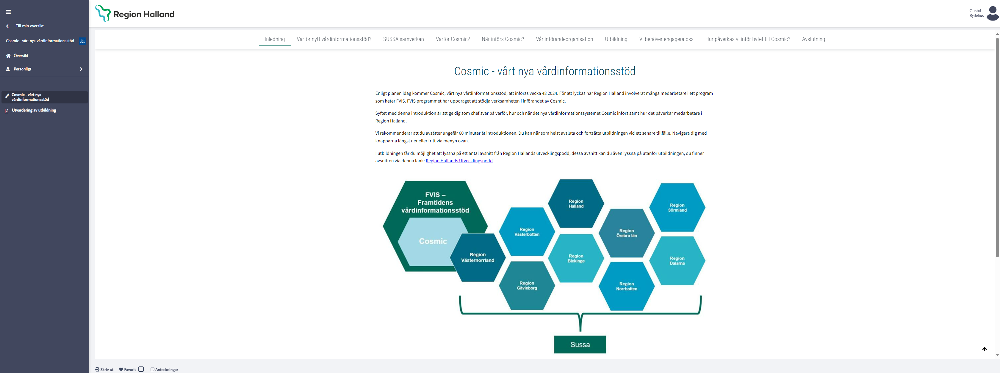 Till min översikt
Cosmic - vårt nya vårdinformationsstöd
Översikt
Personligt
Cosmic - vårt nya
vårdinformationsstöd
Utvärdering av utbildning
Region Halland
Gustaf
Rydelius
Inledning
Varför nytt vårdinformationsstöd?
SUSSA samverkan
Varför Cosmic?
När införs Cosmic?
Vår införandeorganisation
Utbildning
Vi behöver engagera oss
Hur påverkas vi inför bytet till Cosmic?
Avslutning
Cosmic - vårt nya vårdinformationsstöd
Enligt planen idag kommer Cosmic, vårt nya vårdinformationsstöd, att införas vecka 48 2024. För att lyckas har Region Halland involverat många medarbetare i ett program
som heter FVIS. FVIS programmet har uppdraget att stödja verksamheten i införandet av Cosmic.
Syftet med denna introduktion är att ge dig som chef svar på varför, hur och när det nya vårdinformationssystemet Cosmic införs samt hur det påverkar medarbetare i
Region Halland.
Vi rekommenderar att du avsätter ungefär 60 minuter åt introduktionen. Du kan när som helst avsluta och fortsätta utbildningen vid ett senare tillfälle. Navigera dig med
knapparna längst ner eller fritt via menyn ovan.
I utbildningen får du möjlighet att lyssna på ett antal avsnitt från Region Hallands utvecklingspodd, dessa avsnitt kan du även lyssna på utanför utbildningen, du finner
avsnitten via denna länk: Region Hallands Utvecklingspodd
FVIS –
Framtidens
vårdinformationsstöd
Cosmic
Region
Västernorrland
Region
Västerbotten
Region
Gävleborg
Region
Halland
Region
Blekinge
Region
Örebro län
Region
Norrbotten
Region
Sörmland
Region
Dalarna
Sussa
Skriv ut
Favorit
Anteckningar